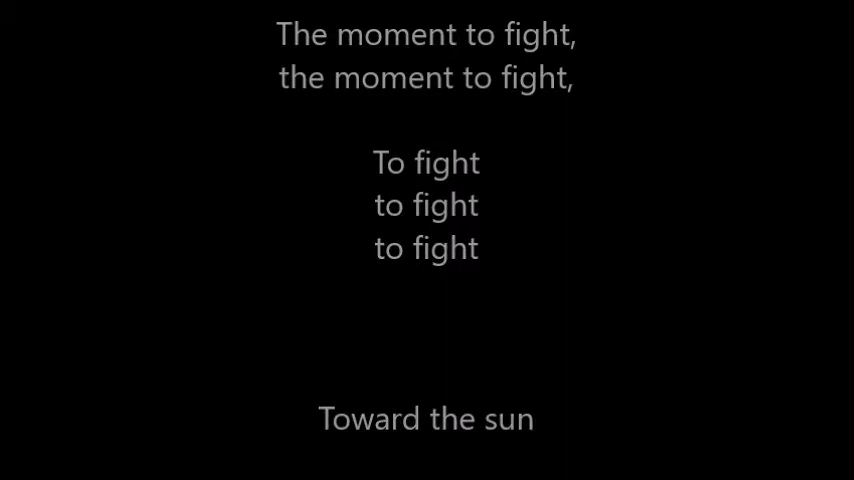 The moment to fight,
the moment to fight,
To fight
to fight
to fight
Toward the sun